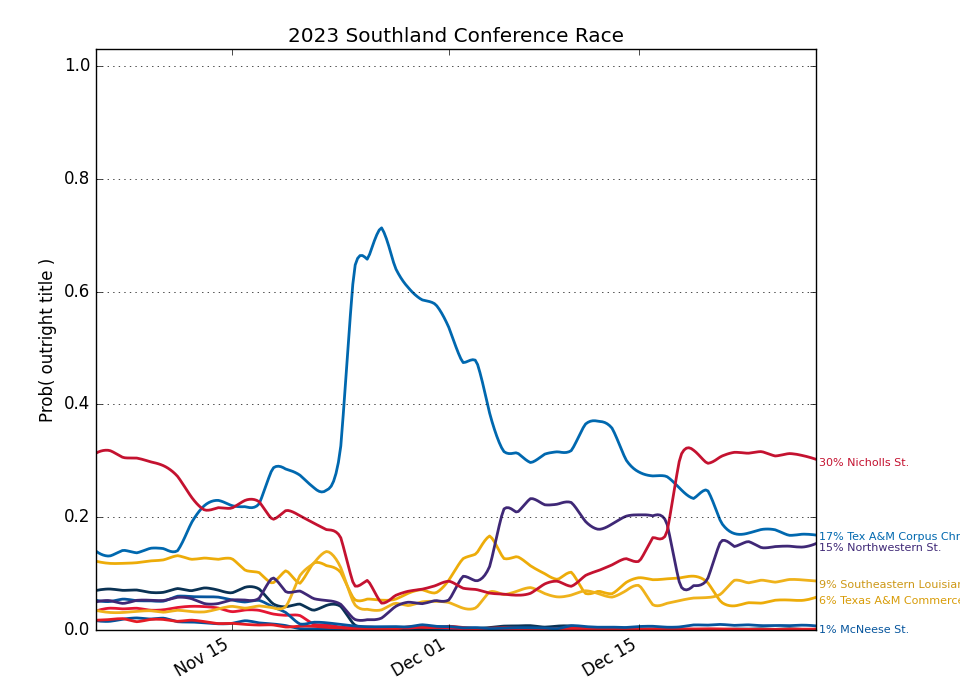 2023 Southland Conference Race
Prob( outright title )
1.0
0.8
0.6
0.4
0.2
0.0
Nov 15
Dec 01
Dec 15
30% Nicholls St.
17% Tex A&M Corpus Chr
15% Northwestern St.
9% Southeastern Louisian
6% Texas A&M Commerce
1% McNeese St.